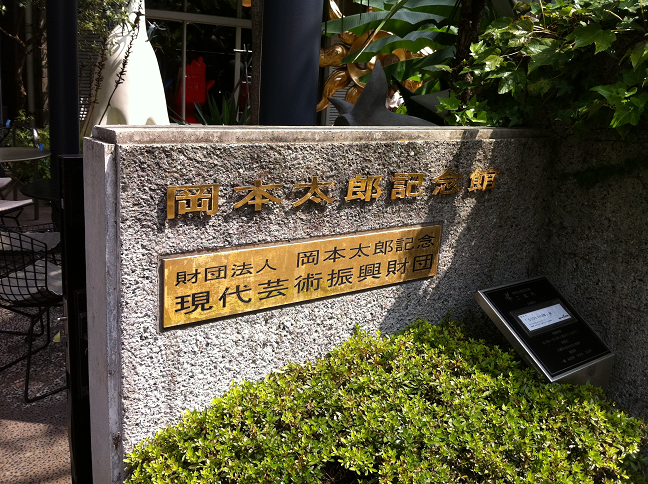 岡本太郎記念館
財団法人 岡本太郎記念
現代芸術振興財団